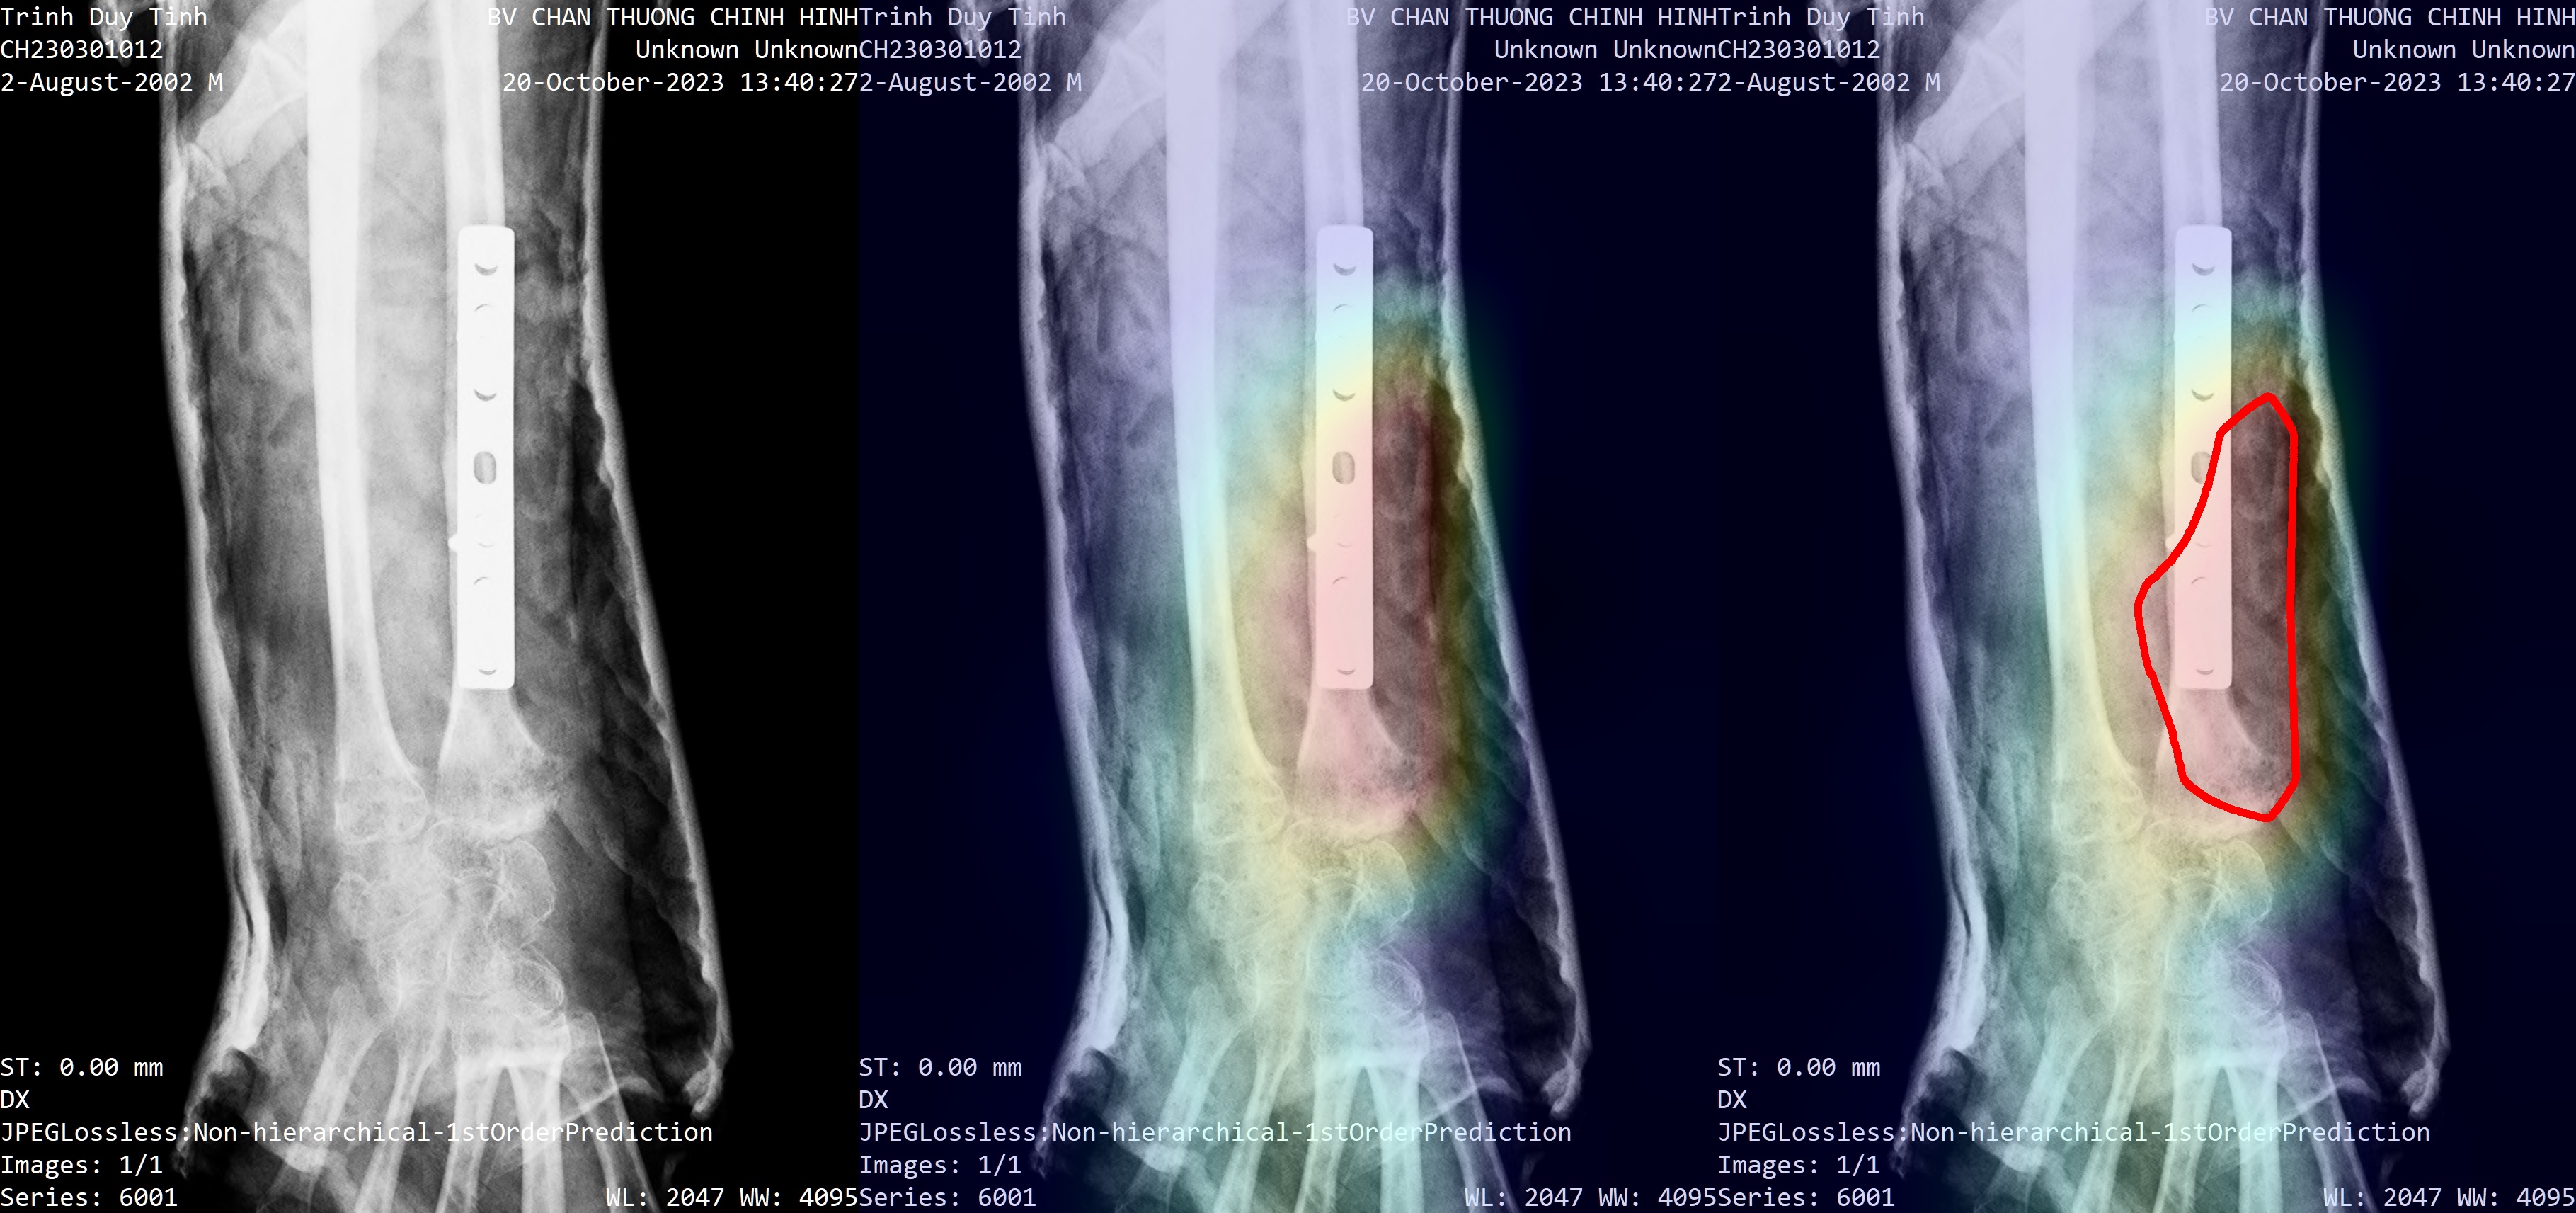 Trinh Duy Tinh
CH230301012
2-August-2002 M
BV CHAN THUONG CHINH HINH
Unknown Unknown
20-October-2023 13:40:27
ST: 0.00 mm
DX
JPEGLossless:Non-hierarchical-1stOrderPrediction
Images: 1/1
Series: 6001
WL: 2047 WW: 4095
Trinh Duy Tinh
CH230301012
2-August-2002 M
BV CHAN THUONG CHINH HINH
Unknown Unknown
20-October-2023 13:40:27
ST: 0.00 mm
DX
JPEGLossless:Non-hierarchical-1stOrderPrediction
Images: 1/1
Series: 6001
WL: 2047 WW: 4095
Trinh Duy Tinh
CH230301012
2-August-2002 M
BV CHAN THUONG CHINH HINH
Unknown Unknown
20-October-2023 13:40:27
ST: 0.00 mm
DX
JPEGLossless:Non-hierarchical-1stOrderPrediction
Images: 1/1
Series: 6001
WL: 2047 WW: 4095